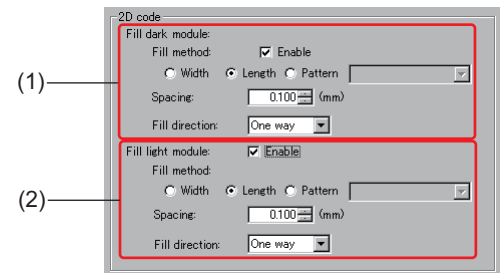 2D code
Fill dark module:
Fill method: Enable
(1)
Width Length Pattern
Spacing: 0.100 (mm)
Fill direction: One way
Fill light module: Enable
Fill method:
(2)
Width Length Pattern
Spacing: 0.100 (mm)
Fill direction: One way